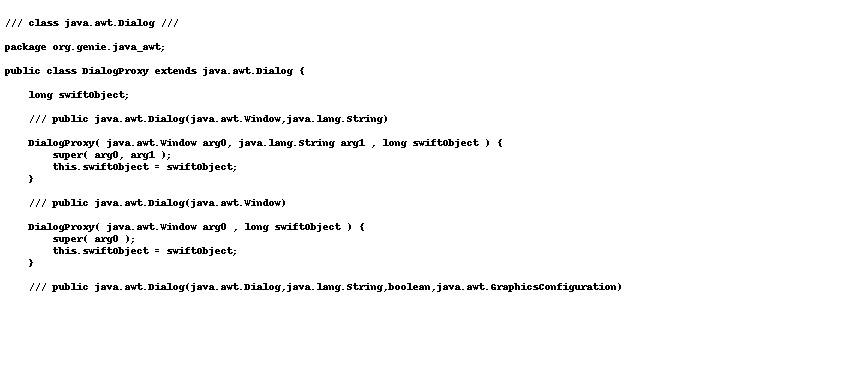 /// class java.awt.Dialog ///
package org.genie.java_awt;
public class DialogProxy extends java.awt.Dialog {
long swiftObject;
/// public java.awt.Dialog(java.awt.Window,java.lang.String)
DialogProxy( java.awt.Window arg0, java.lang.String arg1 , long swiftObject ) {
super( arg0, arg1 );
this.swiftObject = swiftObject;
}
/// public java.awt.Dialog(java.awt.Window)
DialogProxy( java.awt.Window arg0 , long swiftObject ) {
super( arg0 );
this.swiftObject = swiftObject;
}
/// public java.awt.Dialog(java.awt.Dialog,java.lang.String,boolean,java.awt.GraphicsConfiguration)